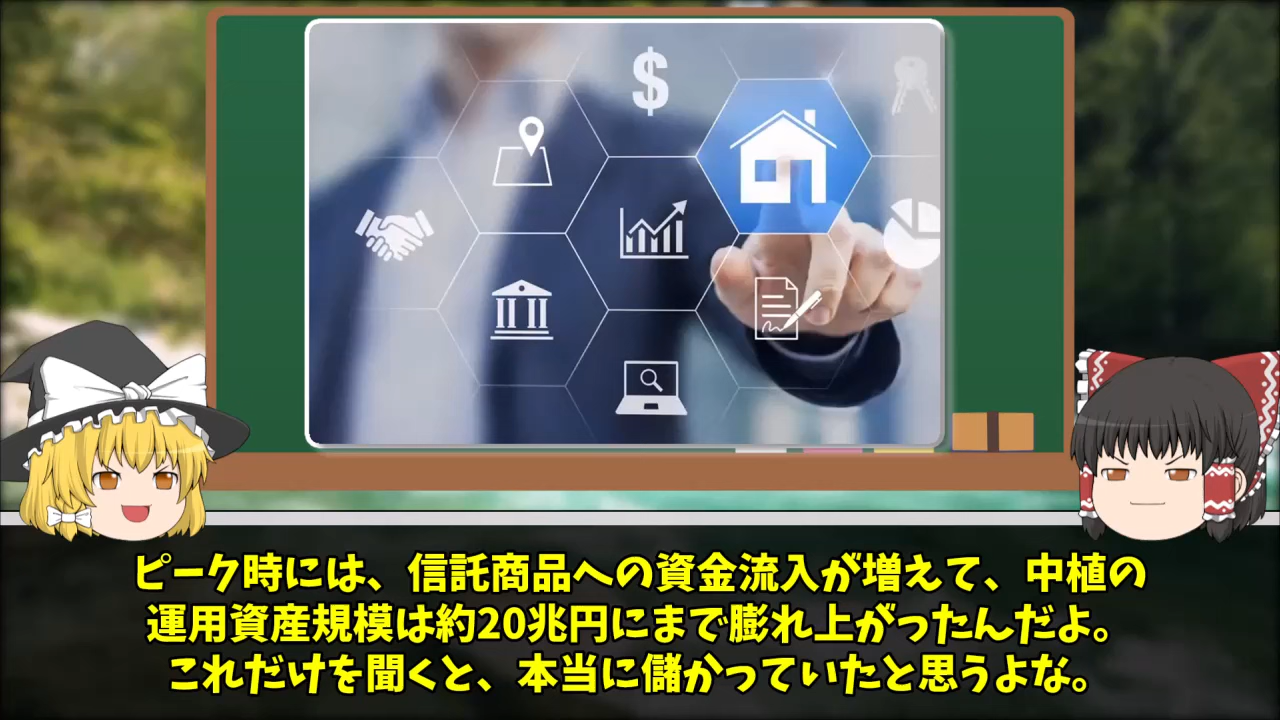 $
ピーク時には、信託商品への資金流入が増えて、中植の
運用資産規模は約20兆円にまで膨れ上がったんだよ。
これだけを聞くと、本当に儲かっていたと思うよな。